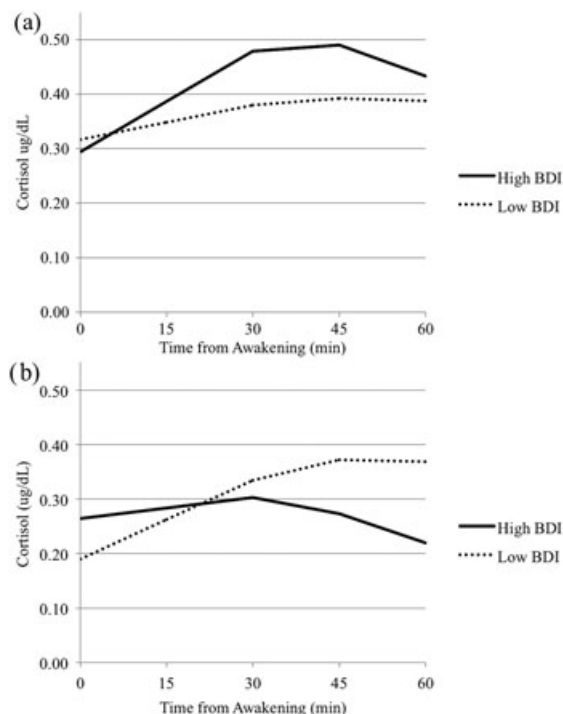 (a)
0.50
0.40
0.30
0.20
0.10
0.00
Cortisol ug/dL
0 15 30 45 60
Time from Awakening (min)
High BDI
Low BDI
(b)
0.50
0.40
0.30
0.20
0.10
0.00
Cortisol (ug/dL)
0 15 30 45 60
Time from Awakening (min)
High BDI
Low BDI